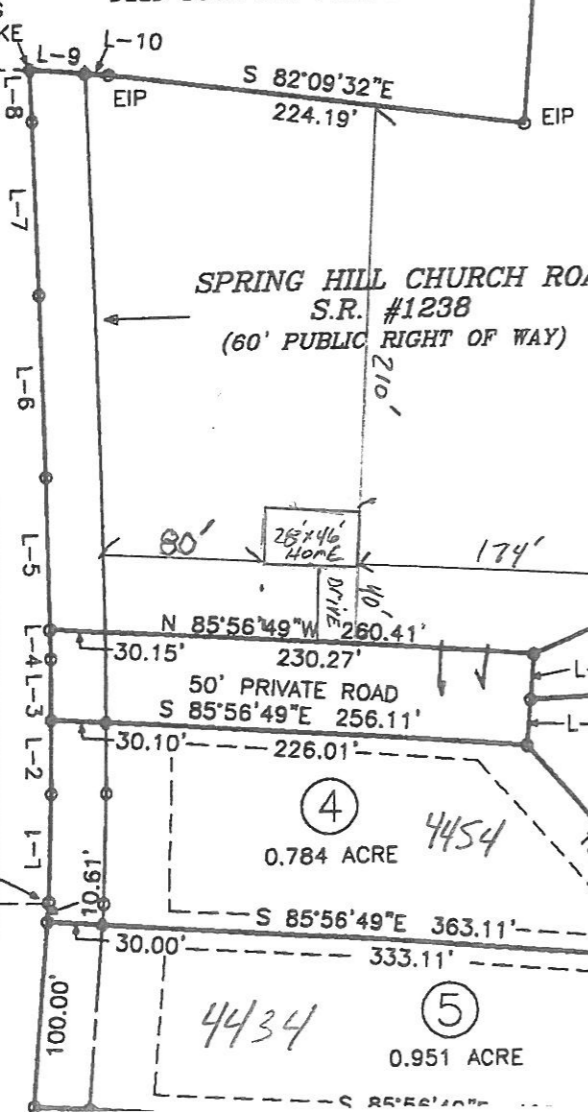 KE
L-9
L-10
L-8
EIP
S 82°09'32"E
224.19'
EIP
L-7
SPRING HILL CHURCH ROA
S.R. #1238
(60' PUBLIC RIGHT OF WAY)
210'
L-6
80'
28'x46'
HOME
174'
L-5
DRIVE
40'
N 85°56'49"W 260.41'
30.15'
230.27'
L-4
50' PRIVATE ROAD
L-3
S 85°56'49"E 256.11'
30.10'
226.01'
L-2
4
4454
0.784 ACRE
L-1
10.61'
S 85°56'49"E 363.11'
30.00'
333.11'
100.00'
4434
5
0.951 ACRE